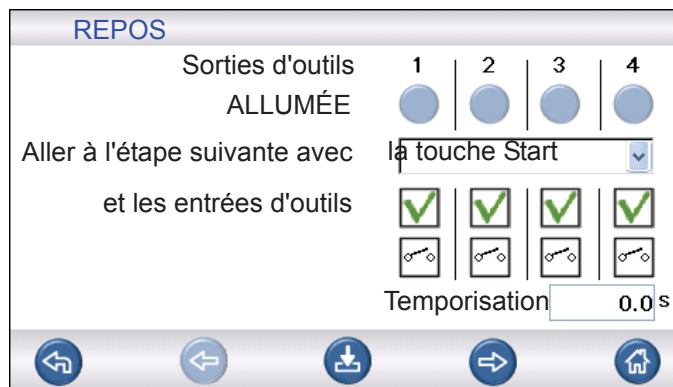 REPOS
Sorties d'outils 1 2 3 4
ALLUMÉE
Aller à l'étape suivante avec la touche Start
et les entrées d'outils
Temporisation 0.0 s